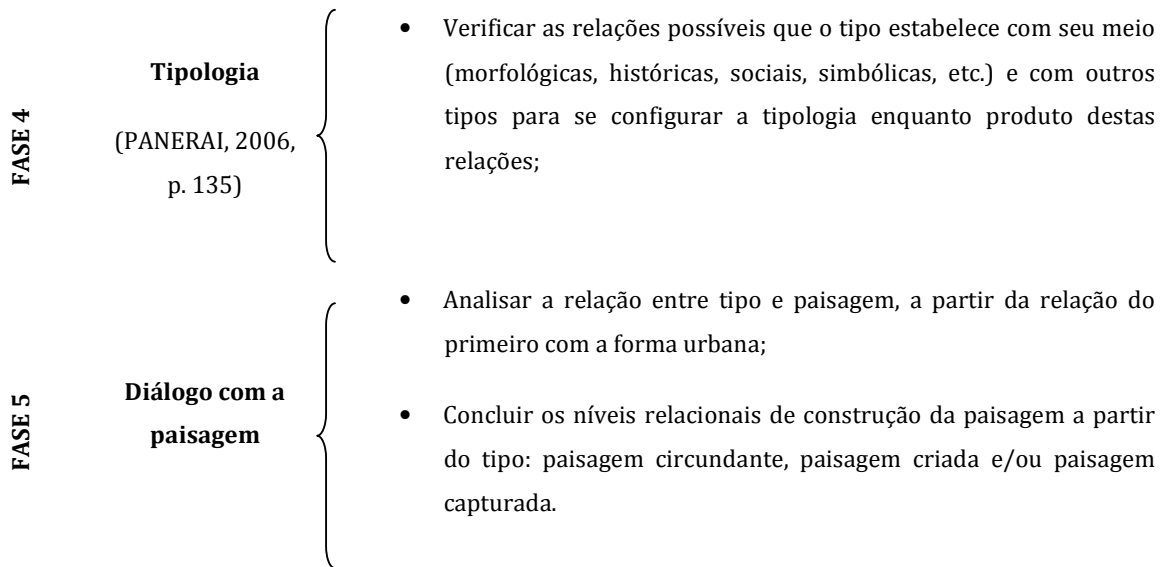 FASE 4
Tipologia
(PANERAI, 2006,
p. 135)
• Verificar as relações possíveis que o tipo estabelece com seu meio
(morfológicas, históricas, sociais, simbólicas, etc.) e com outros
tipos para se configurar a tipologia enquanto produto destas
relações;
FASE 5
Diálogo com a
paisagem
• Analisar a relação entre tipo e paisagem, a partir da relação do
primeiro com a forma urbana;
• Concluir os níveis relacionais de construção da paisagem a partir
do tipo: paisagem circundante, paisagem criada e/ou paisagem
capturada.